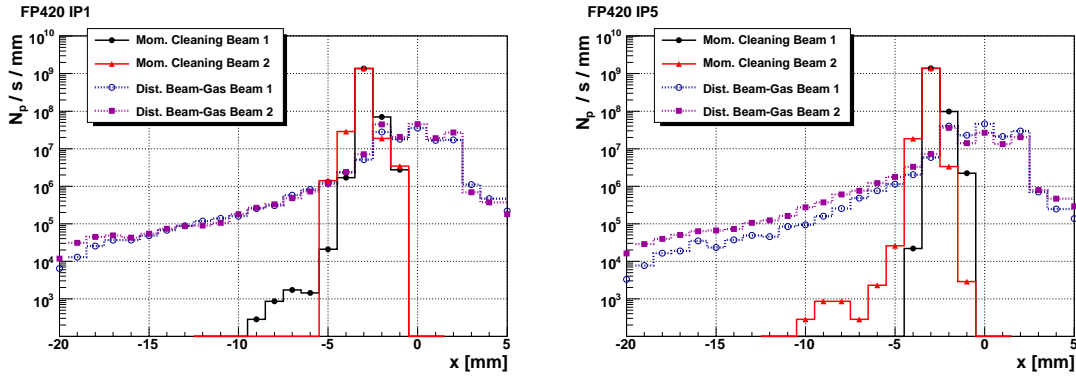 FP420 IP1
N_p / s / mm
10^10
10^9
10^8
10^7
10^6
10^5
10^4
10^3
Mom. Cleaning Beam 1
Mom. Cleaning Beam 2
Dist. Beam-Gas Beam 1
Dist. Beam-Gas Beam 2
-20 -15 -10 -5 0 5
x [mm]
FP420 IP5
N_p / s / mm
10^10
10^9
10^8
10^7
10^6
10^5
10^4
10^3
Mom. Cleaning Beam 1
Mom. Cleaning Beam 2
Dist. Beam-Gas Beam 1
Dist. Beam-Gas Beam 2
-20 -15 -10 -5 0 5
x [mm]